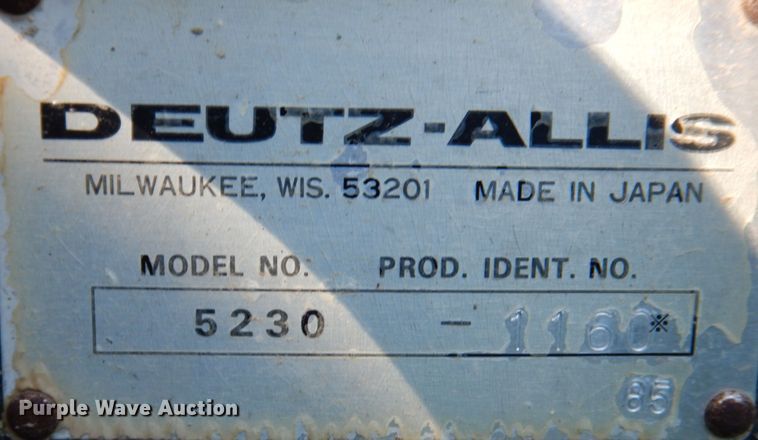 DEUTZ-ALLIS
MILWAUKEE, WIS. 53201 MADE IN JAPAN
MODEL NO. PROD. IDENT. NO.
5230 - 1160※
85
Purple Wave Auction